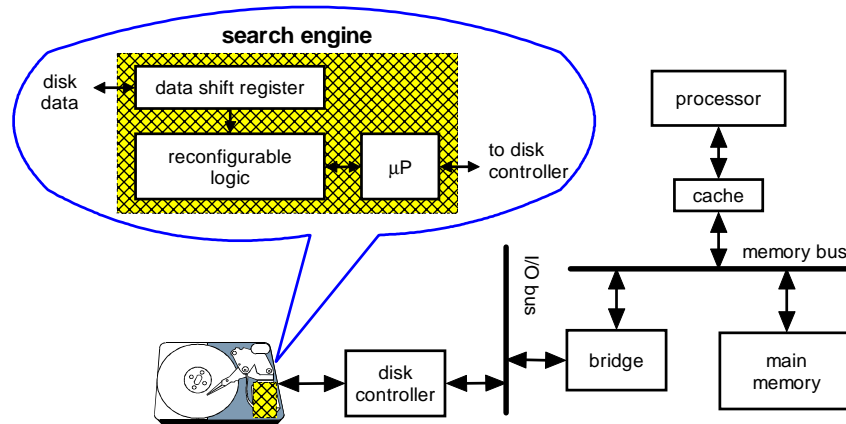 search engine
disk
data
data shift register
reconfigurable
logic
μP
to disk
controller
processor
cache
memory bus
I/O bus
bridge
main
memory
disk
controller